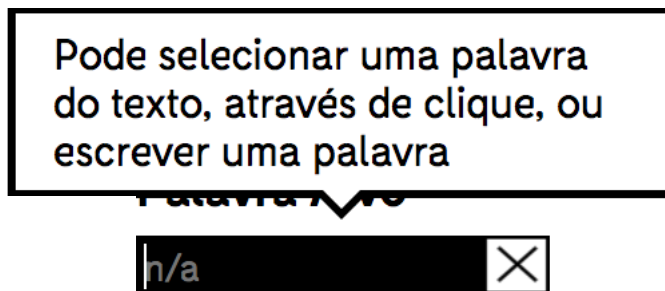 Pode selecionar uma palavra
do texto, através de clique, ou
escrever uma palavra
n/a